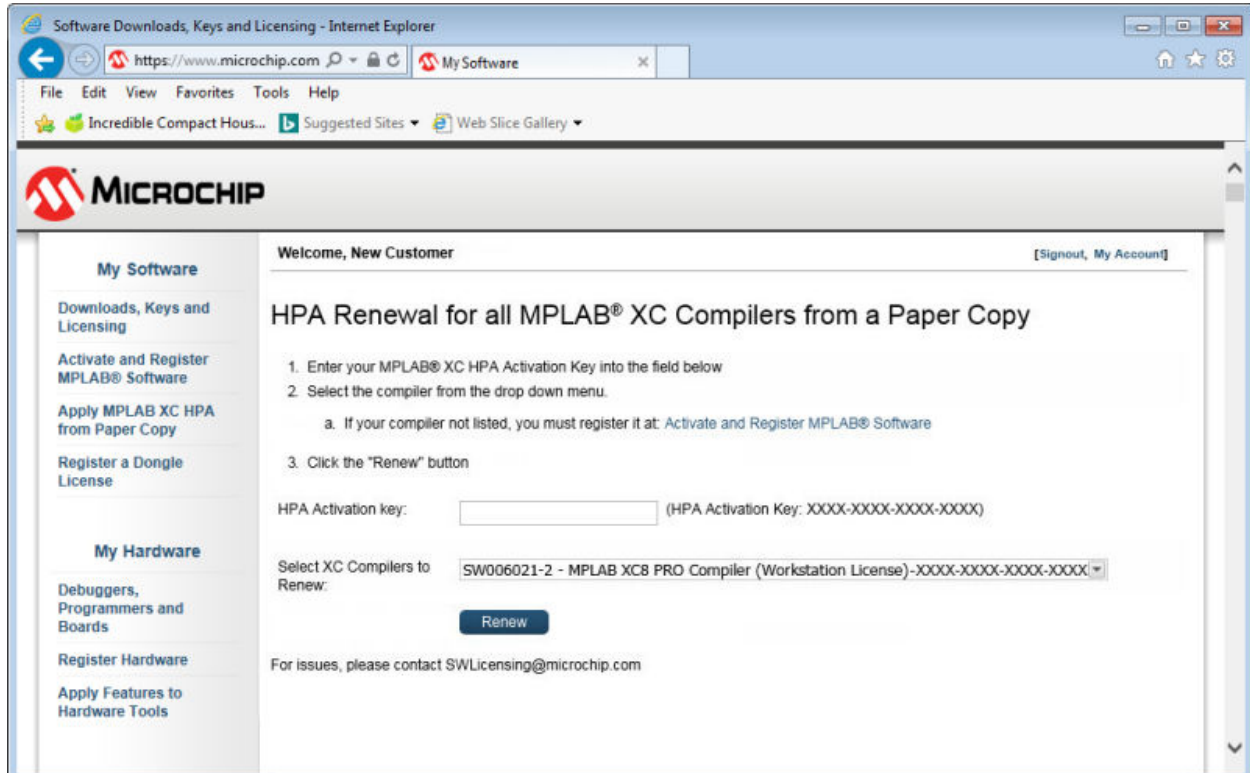 Software Downloads, Keys and Licensing - Internet Explorer
https://www.microchip.com
My Software
File Edit View Favorites Tools Help
Incredible Compact Hous... Suggested Sites Web Slice Gallery
MICROCHIP
My Software
Downloads, Keys and
Licensing
Activate and Register
MPLAB® Software
Apply MPLAB XC HPA
from Paper Copy
Register a Dongle
License
My Hardware
Debuggers,
Programmers and
Boards
Register Hardware
Apply Features to
Hardware Tools
Welcome, New Customer
[Signout, My Account]
HPA Renewal for all MPLAB® XC Compilers from a Paper Copy
1. Enter your MPLAB® XC HPA Activation Key into the field below
2. Select the compiler from the drop down menu.
a. If your compiler not listed, you must register it at: Activate and Register MPLAB® Software
3. Click the "Renew" button
HPA Activation key:
(HPA Activation Key: XXXX-XXXX-XXXX-XXXX)
Select XC Compilers to
Renew:
SW006021-2 - MPLAB XC8 PRO Compiler (Workstation License)-XXXX-XXXX-XXXX-XXXX
Renew
For issues, please contact SWLicensing@microchip.com